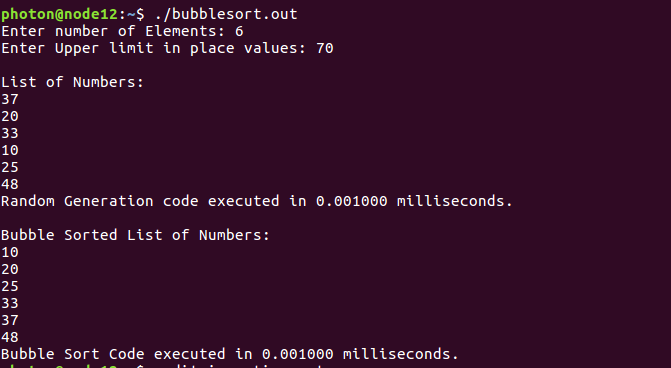 photon@node12:~$ ./bubblesort.out
Enter number of Elements: 6
Enter Upper limit in place values: 70
List of Numbers:
37
20
33
10
25
48
Random Generation code executed in 0.001000 milliseconds.
Bubble Sorted List of Numbers:
10
20
25
33
37
48
Bubble Sort Code executed in 0.001000 milliseconds.